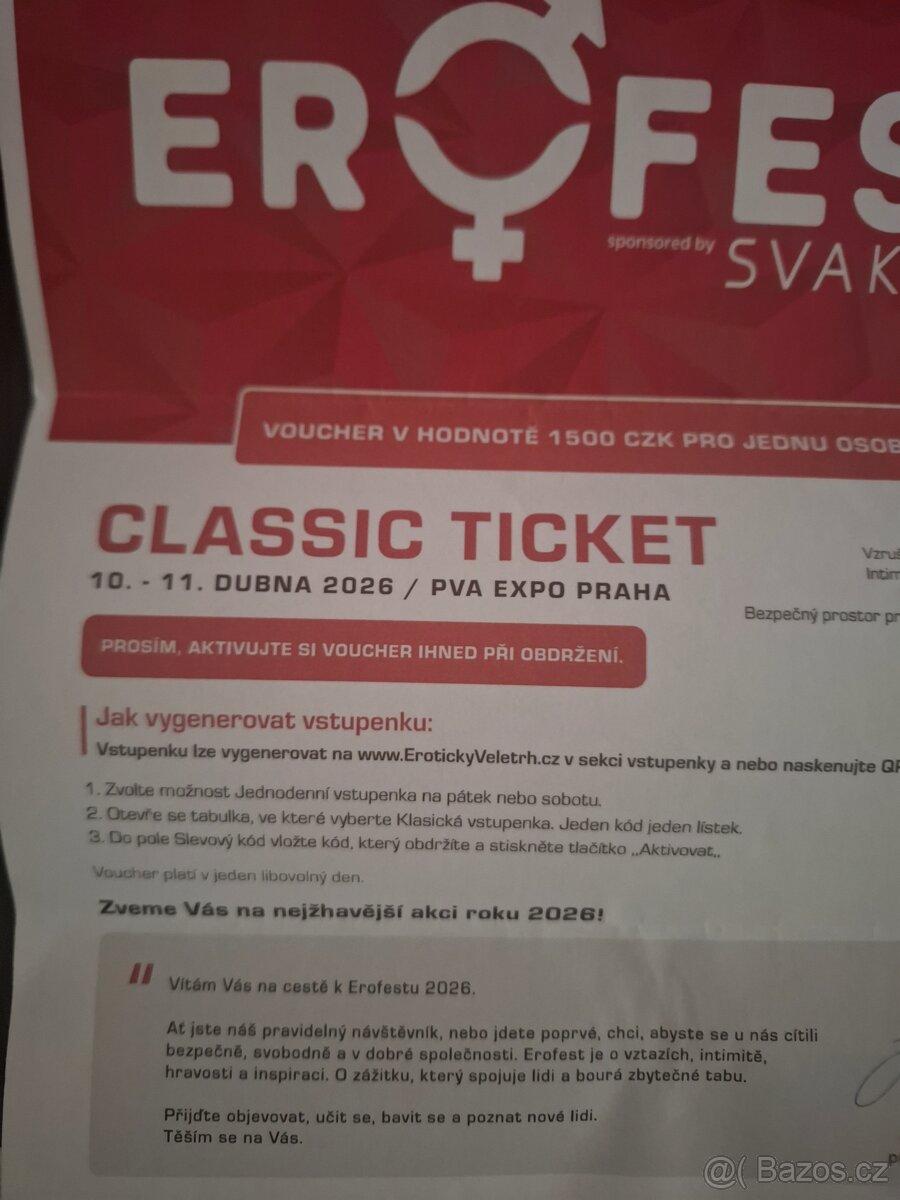 EROFES
sponsored by
SVAK
VOUCHER V HODNOTĚ 1500 CZK PRO JEDNU OSOB
CLASSIC TICKET
10. - 11. DUBNA 2026 / PVA EXPO PRAHA
Vzruš
Intim
Bezpečný prostor pr
PROSÍM, AKTIVUJTE SI VOUCHER IHNED PŘI OBDRŽENÍ.
Jak vygenerovat vstupenku:
Vstupenku lze vygenerovat na www.ErotickyVeletrh.cz v sekci vstupenky a nebo naskenujte QR
1. Zvolte možnost Jednodenní vstupenka na pátek nebo sobotu.
2. Otevře se tabulka, ve které vyberte Klasická vstupenka. Jeden kód jeden lístek.
3. Do pole Slevový kód vložte kód, který obdržíte a stiskněte tlačítko „Aktivovat„
Voucher platí v jeden libovolný den.
Zveme Vás na nejžhavější akci roku 2026!
Vítám Vás na cestě k Erofestu 2026.
Ať jste náš pravidelný návštěvník, nebo jdete poprvé, chci, abyste se u nás cítili
bezpečně, svobodně a v dobré společnosti. Erofest je o vztazích, intimitě,
hravosti a inspiraci. O zážitku, který spojuje lidi a bourá zbytečné tabu.
Přijďte objevovat, učit se, bavit se a poznat nové lidi.
Těším se na Vás.
@( Bazos.cz